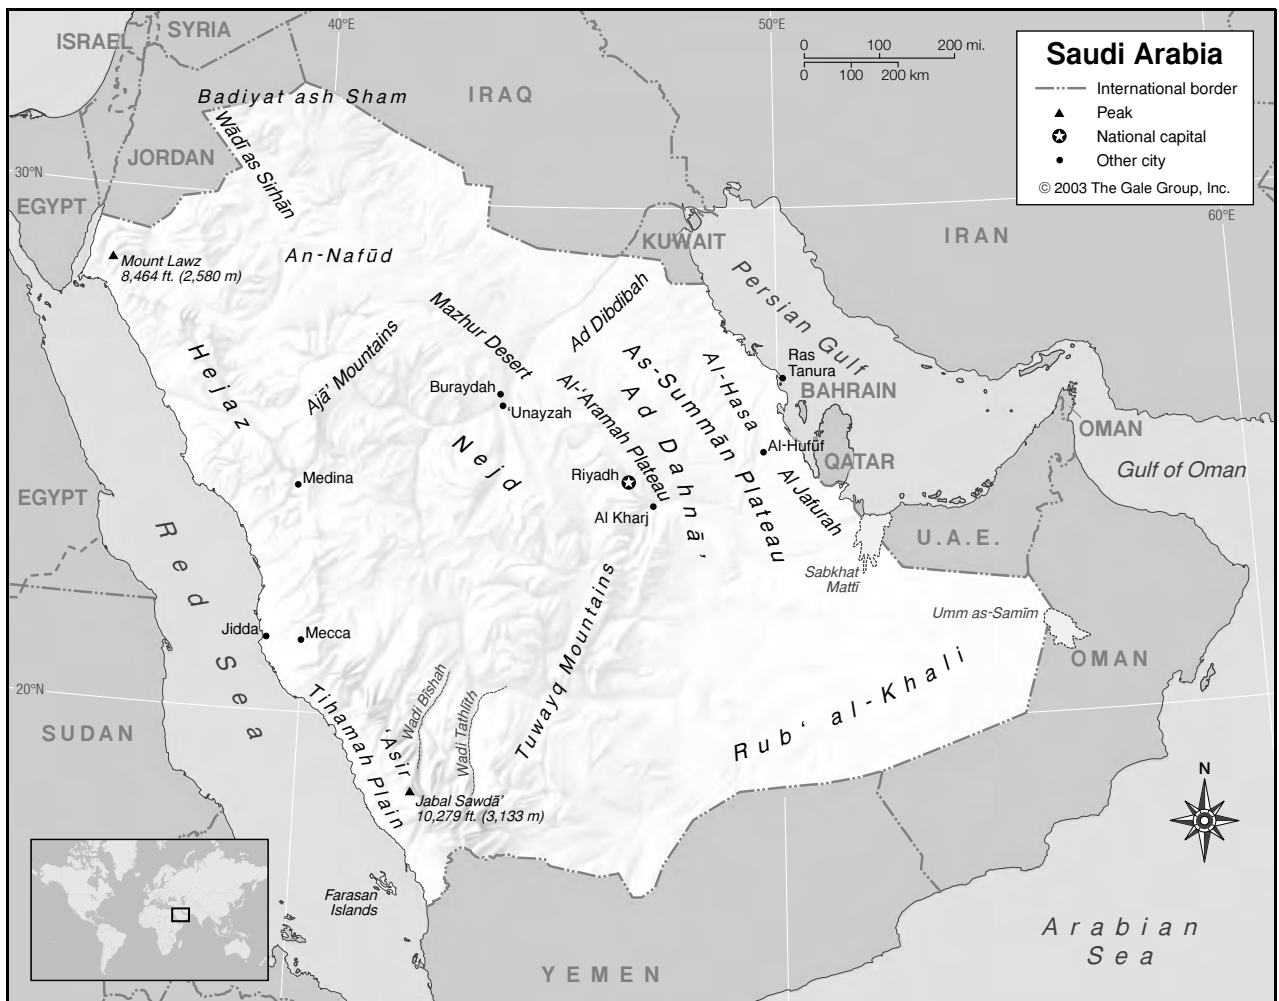 40°E
50°E
SYRIA
ISRAEL
0 100 200 mi.
0 100 200 km
Saudi Arabia
International border
Peak
National capital
Other city
© 2003 The Gale Group, Inc.
Badiyat ash Sham
IRAQ
Wādī as Sirhān
JORDAN
30°N
EGYPT
60°E
KUWAIT
IRAN
An-Nafūd
Mount Lawz
8,464 ft. (2,580 m)
Persian Gulf
Ad Dibdibah
Mazhur Desert
Hejaz
Ajā' Mountains
As-Summān Plateau
Al-Hasa
Ras
Tanura
BAHRAIN
Buraydah
‘Unayzah
Al-‘Aramah Plateau
Ad Dahnā’
OMAN
Nejd
Al-Hufūf
QATAR
Gulf of Oman
Riyadh
Medina
Al Jafurah
EGYPT
Al Kharj
U.A.E.
Red Sea
Sabkhat
Mattī
Tuwayq Mountains
Umm as-Samīm
Jidda
Mecca
OMAN
Rub‘ al-Khali
20°N
Wadi Bīshah
Wadi Tathlīth
Tihamah Plain
‘Asir
SUDAN
Jabal Sawdā’
10,279 ft. (3,133 m)
N
Farasan
Islands
Arabian
Sea
YEMEN